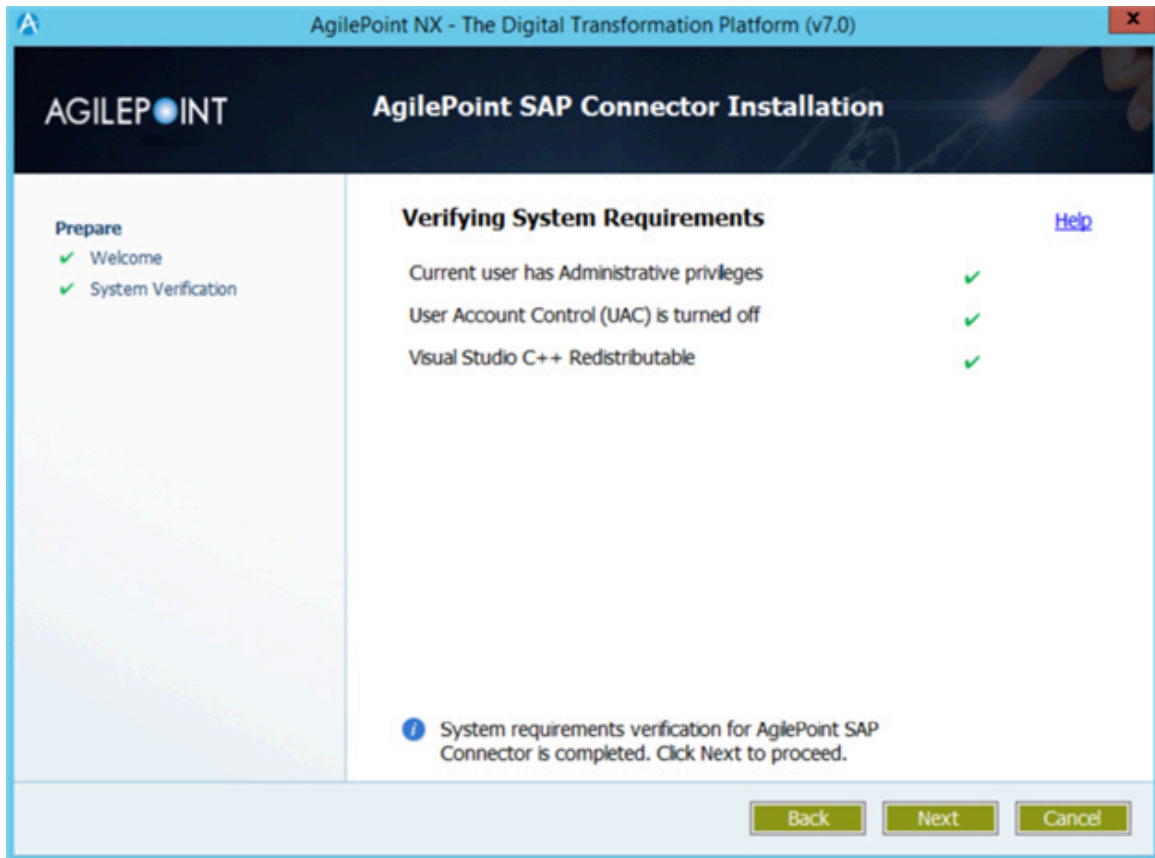 AgilePoint NX - The Digital Transformation Platform (v7.0)
x
AGILEPOINT
AgilePoint SAP Connector Installation
Prepare
Welcome
System Verification
Verifying System Requirements
Help
Current user has Administrative privileges
User Account Control (UAC) is turned off
Visual Studio C++ Redistributable
System requirements verification for AgilePoint SAP
Connector is completed. Click Next to proceed.
Back
Next
Cancel